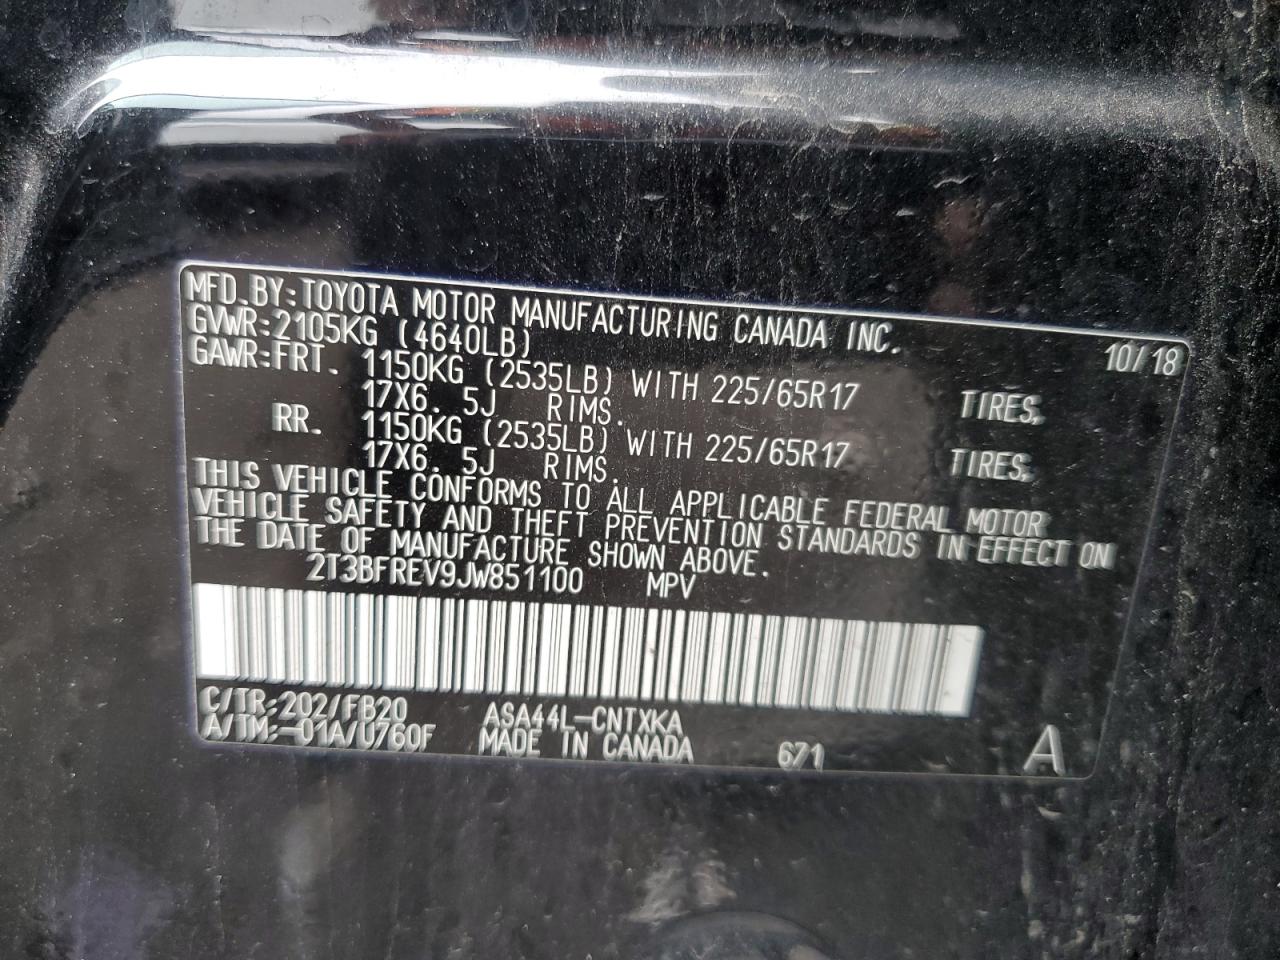 MFD.BY:TOYOTA MOTOR MANUFACTURING CANADA INC.
GVWR:2105KG (4640LB) 10/18
GAWR:FRT. 1150KG (2535LB) WITH 225/65R17 TIRES,
17X6. 5J RIMS.
RR. 1150KG (2535LB) WITH 225/65R17 TIRES,
17X6. 5J RIMS.
THIS VEHICLE CONFORMS TO ALL APPLICABLE FEDERAL MOTOR
VEHICLE SAFETY AND THEFT PREVENTION STANDARDS IN EFFECT ON
THE DATE OF MANUFACTURE SHOWN ABOVE.
2T3BFREV9JW851100 MPV
C/TR:202/FB20 ASA44L-CNTXKA
A/TM:-01A/U760F MADE IN CANADA 671 A